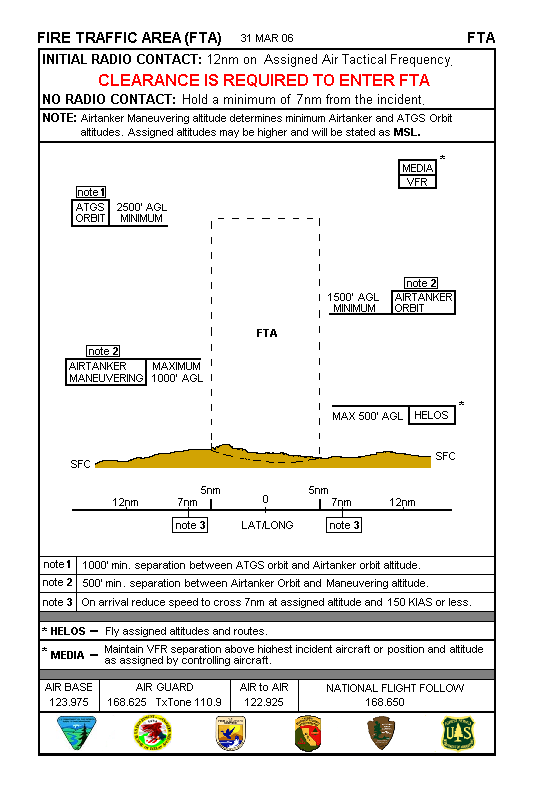 FIRE TRAFFIC AREA (FTA) 31 MAR 06 FTA
INITIAL RADIO CONTACT: 12nm on Assigned Air Tactical Frequency.
CLEARANCE IS REQUIRED TO ENTER FTA
NO RADIO CONTACT: Hold a minimum of 7nm from the incident.
NOTE: Airtanker Maneuvering altitude determines minimum Airtanker and ATGS Orbit
altitudes. Assigned altitudes may be higher and will be stated as MSL.
*
MEDIA
VFR
note 1
ATGS 2500' AGL
ORBIT MINIMUM
note 2
1500' AGL AIRTANKER
MINIMUM ORBIT
FTA
note 2
AIRTANKER MAXIMUM
MANEUVERING 1000' AGL
*
MAX 500' AGL HELOS
SFC SFC
5nm 5nm
12nm 7nm 0 7nm 12nm
note 3 LAT/LONG note 3
note 1 1000' min. separation between ATGS orbit and Airtanker orbit altitude.
note 2 500' min. separation between Airtanker Orbit and Maneuvering altitude.
note 3 On arrival reduce speed to cross 7nm at assigned altitude and 150 KIAS or less.
* HELOS – Fly assigned altitudes and routes.
* MEDIA – Maintain VFR separation above highest incident aircraft or position and altitude
as assigned by controlling aircraft.
AIR BASE AIR GUARD AIR to AIR NATIONAL FLIGHT FOLLOW
123.975 168.625 TxTone 110.9 122.925 168.650
UAS